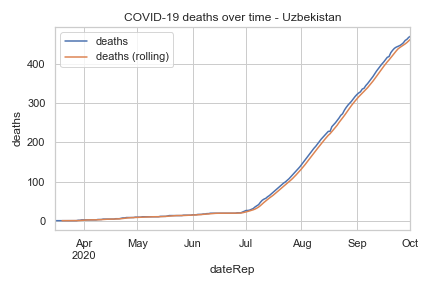 COVID-19 deaths over time - Uzbekistan
deaths
deaths (rolling)
400
300
200
100
0
deaths
Apr May Jun Jul Aug Sep Oct
2020
dateRep